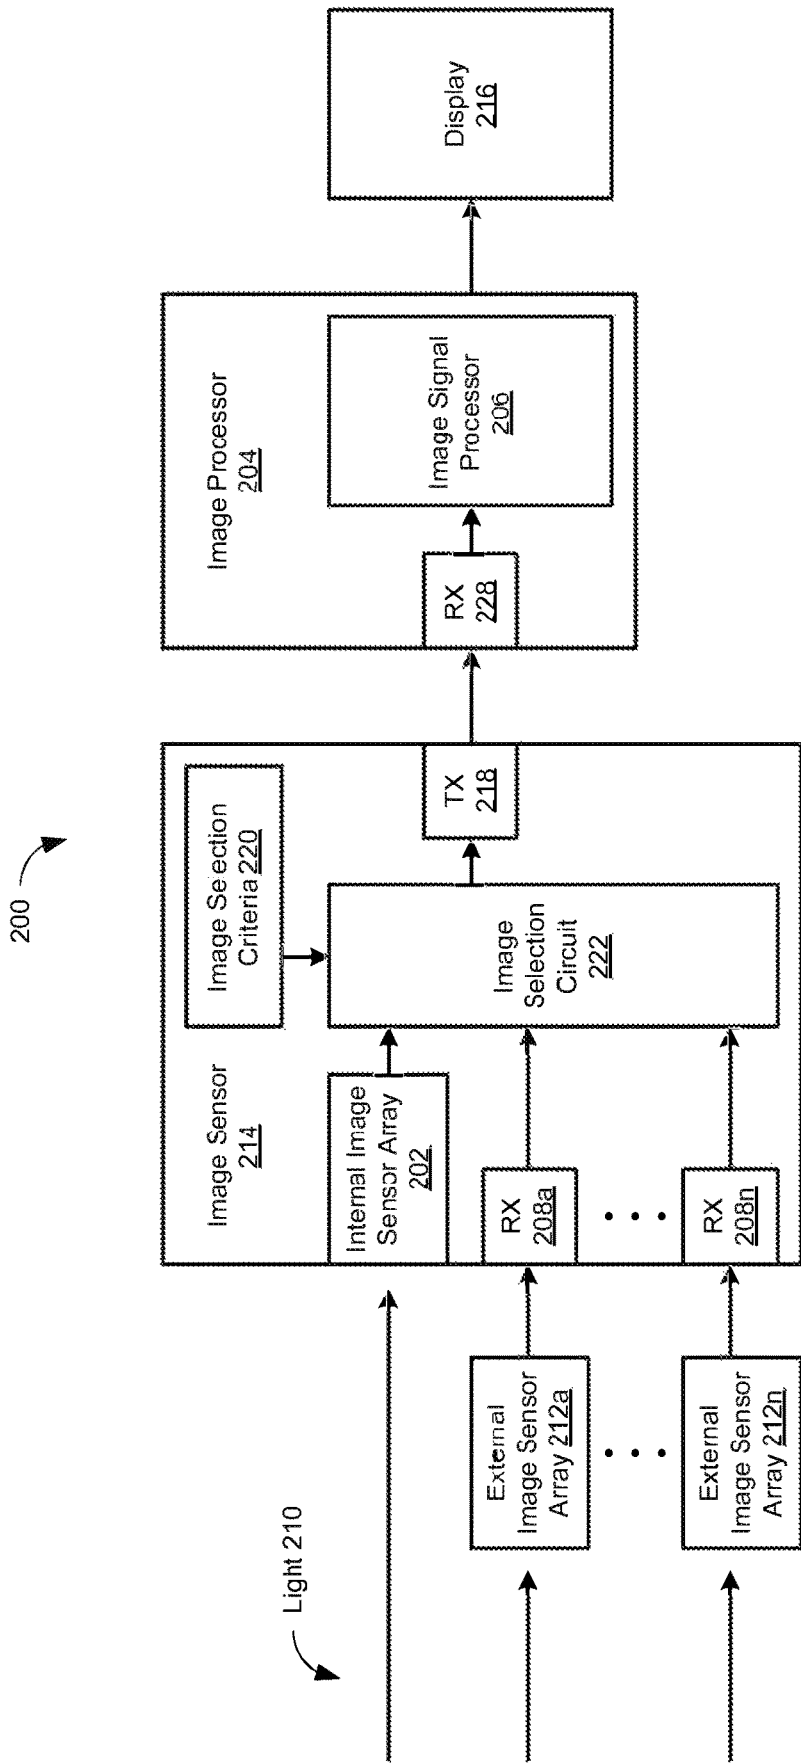 200
Light 210
External
Image Sensor
Array 212a
External
Image Sensor
Array 212n
Image Sensor
214
Internal Image
Sensor Array
202
RX
208a
RX
208n
Image Selection
Criteria 220
Image
Selection
Circuit
222
TX
218
Image Processor
204
RX
228
Image Signal
Processor
206
Display
216